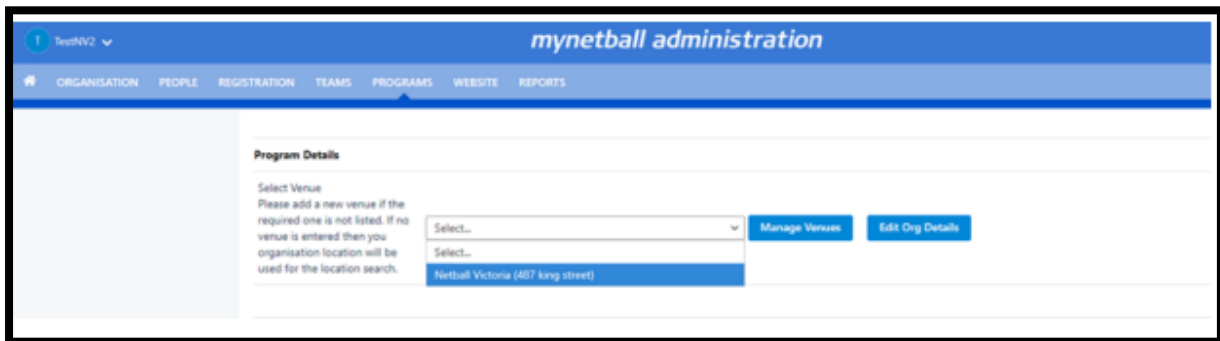 T TestNV2
mynetball administration
ORGANISATION PEOPLE REGISTRATION TEAMS PROGRAMS WEBSITE REPORTS
Program Details
Select Venue
Please add a new venue if the
required one is not listed. If no
venue is entered then you
organisation location will be
used for the location search.
Select... Manage Venues Edit Org Details
Select...
Netball Victoria (487 king street)